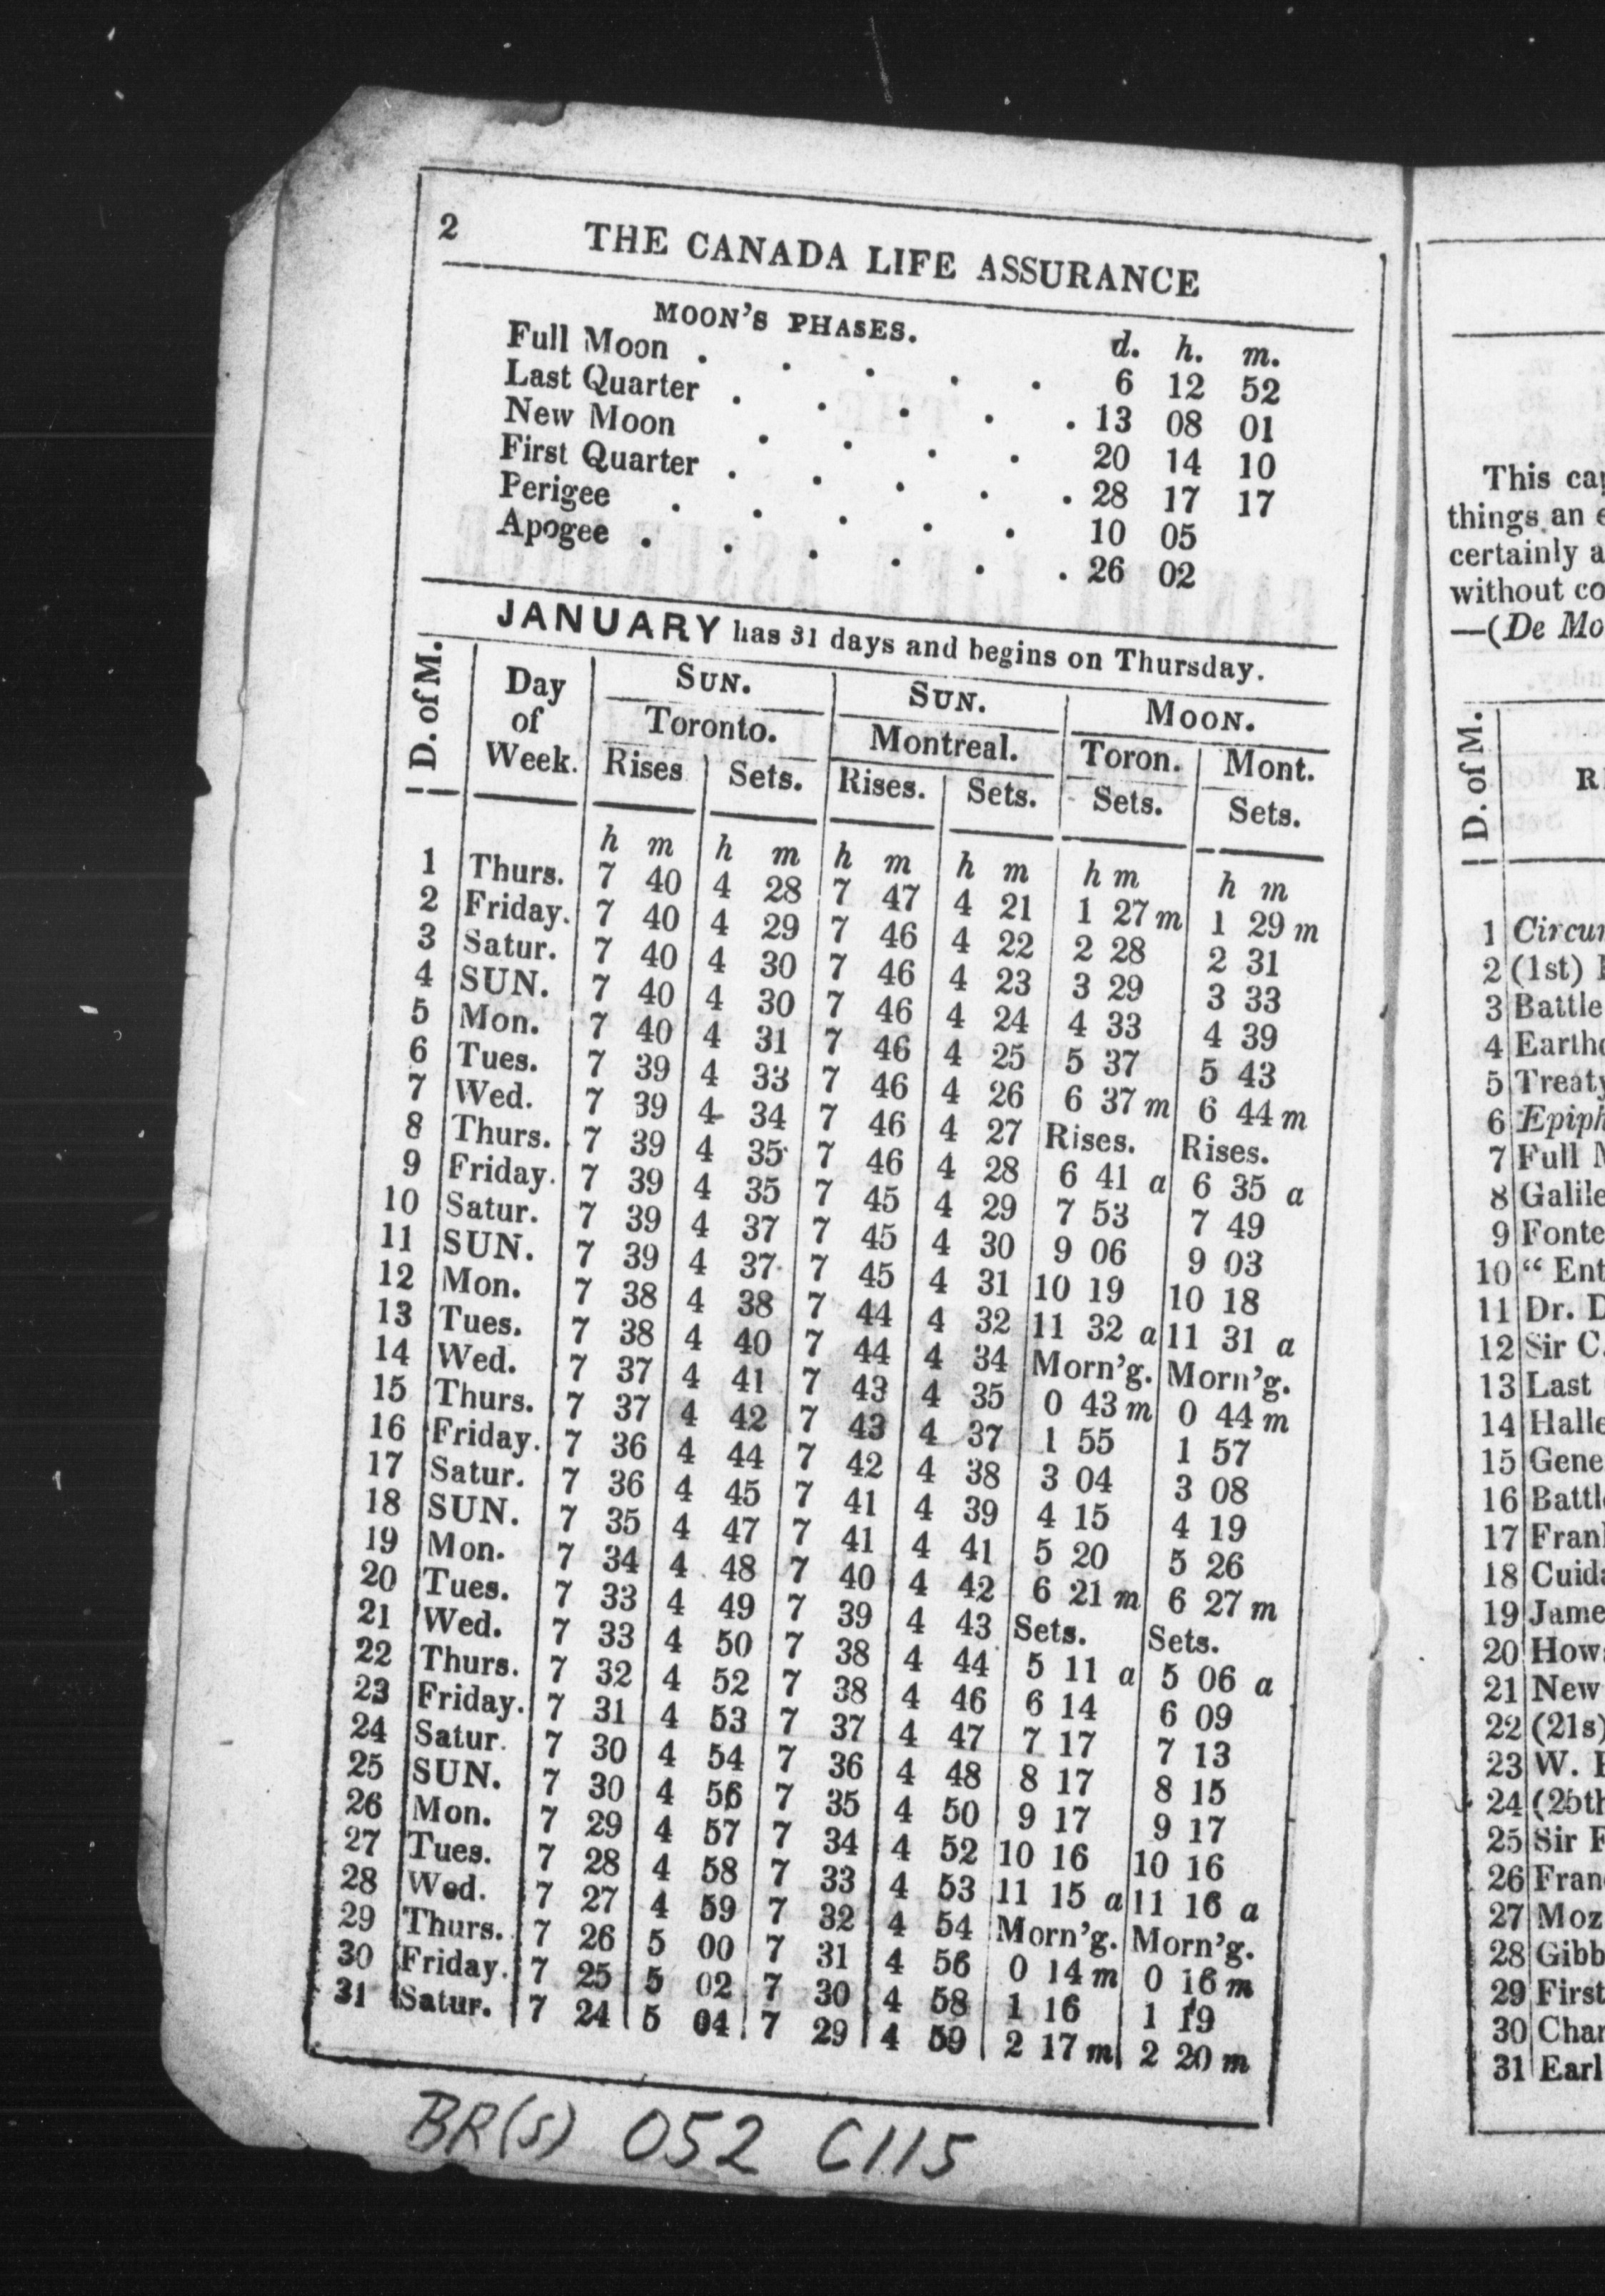 2 THE CANADA LIFE ASSURANCE
MOON'S PHASES. d. h. m.
Full Moon . . . . . 6 12 52
Last Quarter . . . . . 13 08 01
New Moon . . . . 20 14 10
First Quarter . . . . . 28 17 17
Perigee . . . . . 10 05
Apogee . . . . . . 26 02
JANUARY has 31 days and begins on Thursday.
D. of M. Day of Week. SUN. SUN. MOON.
Toronto. Montreal. Toron. Mont.
Rises Sets. Rises. Sets. Sets. Sets.
h m h m h m h m h m h m
1 Thurs. 7 40 4 28 7 47 4 21 1 27 m 1 29 m
2 Friday. 7 40 4 29 7 46 4 22 2 28 2 31
3 Satur. 7 40 4 30 7 46 4 23 3 29 3 33
4 SUN. 7 40 4 30 7 46 4 24 4 33 4 39
5 Mon. 7 40 4 31 7 46 4 25 5 37 5 43
6 Tues. 7 39 4 33 7 46 4 26 6 37 m 6 44 m
7 Wed. 7 39 4 34 7 46 4 27 Rises. Rises.
8 Thurs. 7 39 4 35 7 46 4 28 6 41 a 6 35 a
9 Friday. 7 39 4 35 7 45 4 29 7 53 7 49
10 Satur. 7 39 4 37 7 45 4 30 9 06 9 03
11 SUN. 7 39 4 37 7 45 4 31 10 19 10 18
12 Mon. 7 38 4 38 7 44 4 32 11 32 a 11 31 a
13 Tues. 7 38 4 40 7 44 4 34 Morn'g. Morn'g.
14 Wed. 7 37 4 41 7 43 4 35 0 43 m 0 44 m
15 Thurs. 7 37 4 42 7 43 4 37 1 55 1 57
16 Friday. 7 36 4 44 7 42 4 38 3 04 3 08
17 Satur. 7 36 4 45 7 41 4 39 4 15 4 19
18 SUN. 7 35 4 47 7 41 4 41 5 20 5 26
19 Mon. 7 34 4 48 7 40 4 42 6 21 m 6 27 m
20 Tues. 7 33 4 49 7 39 4 43 Sets. Sets.
21 Wed. 7 33 4 50 7 38 4 44 5 11 a 5 06 a
22 Thurs. 7 32 4 52 7 38 4 46 6 14 6 09
23 Friday. 7 31 4 53 7 37 4 47 7 17 7 13
24 Satur. 7 30 4 54 7 36 4 48 8 17 8 15
25 SUN. 7 30 4 56 7 35 4 50 9 17 9 17
26 Mon. 7 29 4 57 7 34 4 52 10 16 10 16
27 Tues. 7 28 4 58 7 33 4 53 11 15 a 11 16 a
28 Wed. 7 27 4 59 7 32 4 54 Morn'g. Morn'g.
29 Thurs. 7 26 5 00 7 31 4 56 0 14 m 0 16 m
30 Friday. 7 25 5 02 7 30 4 58 1 16 1 19
31 Satur. 7 24 5 04 7 29 4 59 2 17 m 2 20 m
BR(s) 052 C115
This
things an
certainly a
without
—(De
D. of M.
1
2 (1st)
3 Battle
4
5
6
7 Full
8
9
10 "
11 Dr.
12 Sir C.
13 Last
14
15
16
17
18
19
20
21 New
22
23 W.
24
25 Sir
26
27
28
29 First
30
31